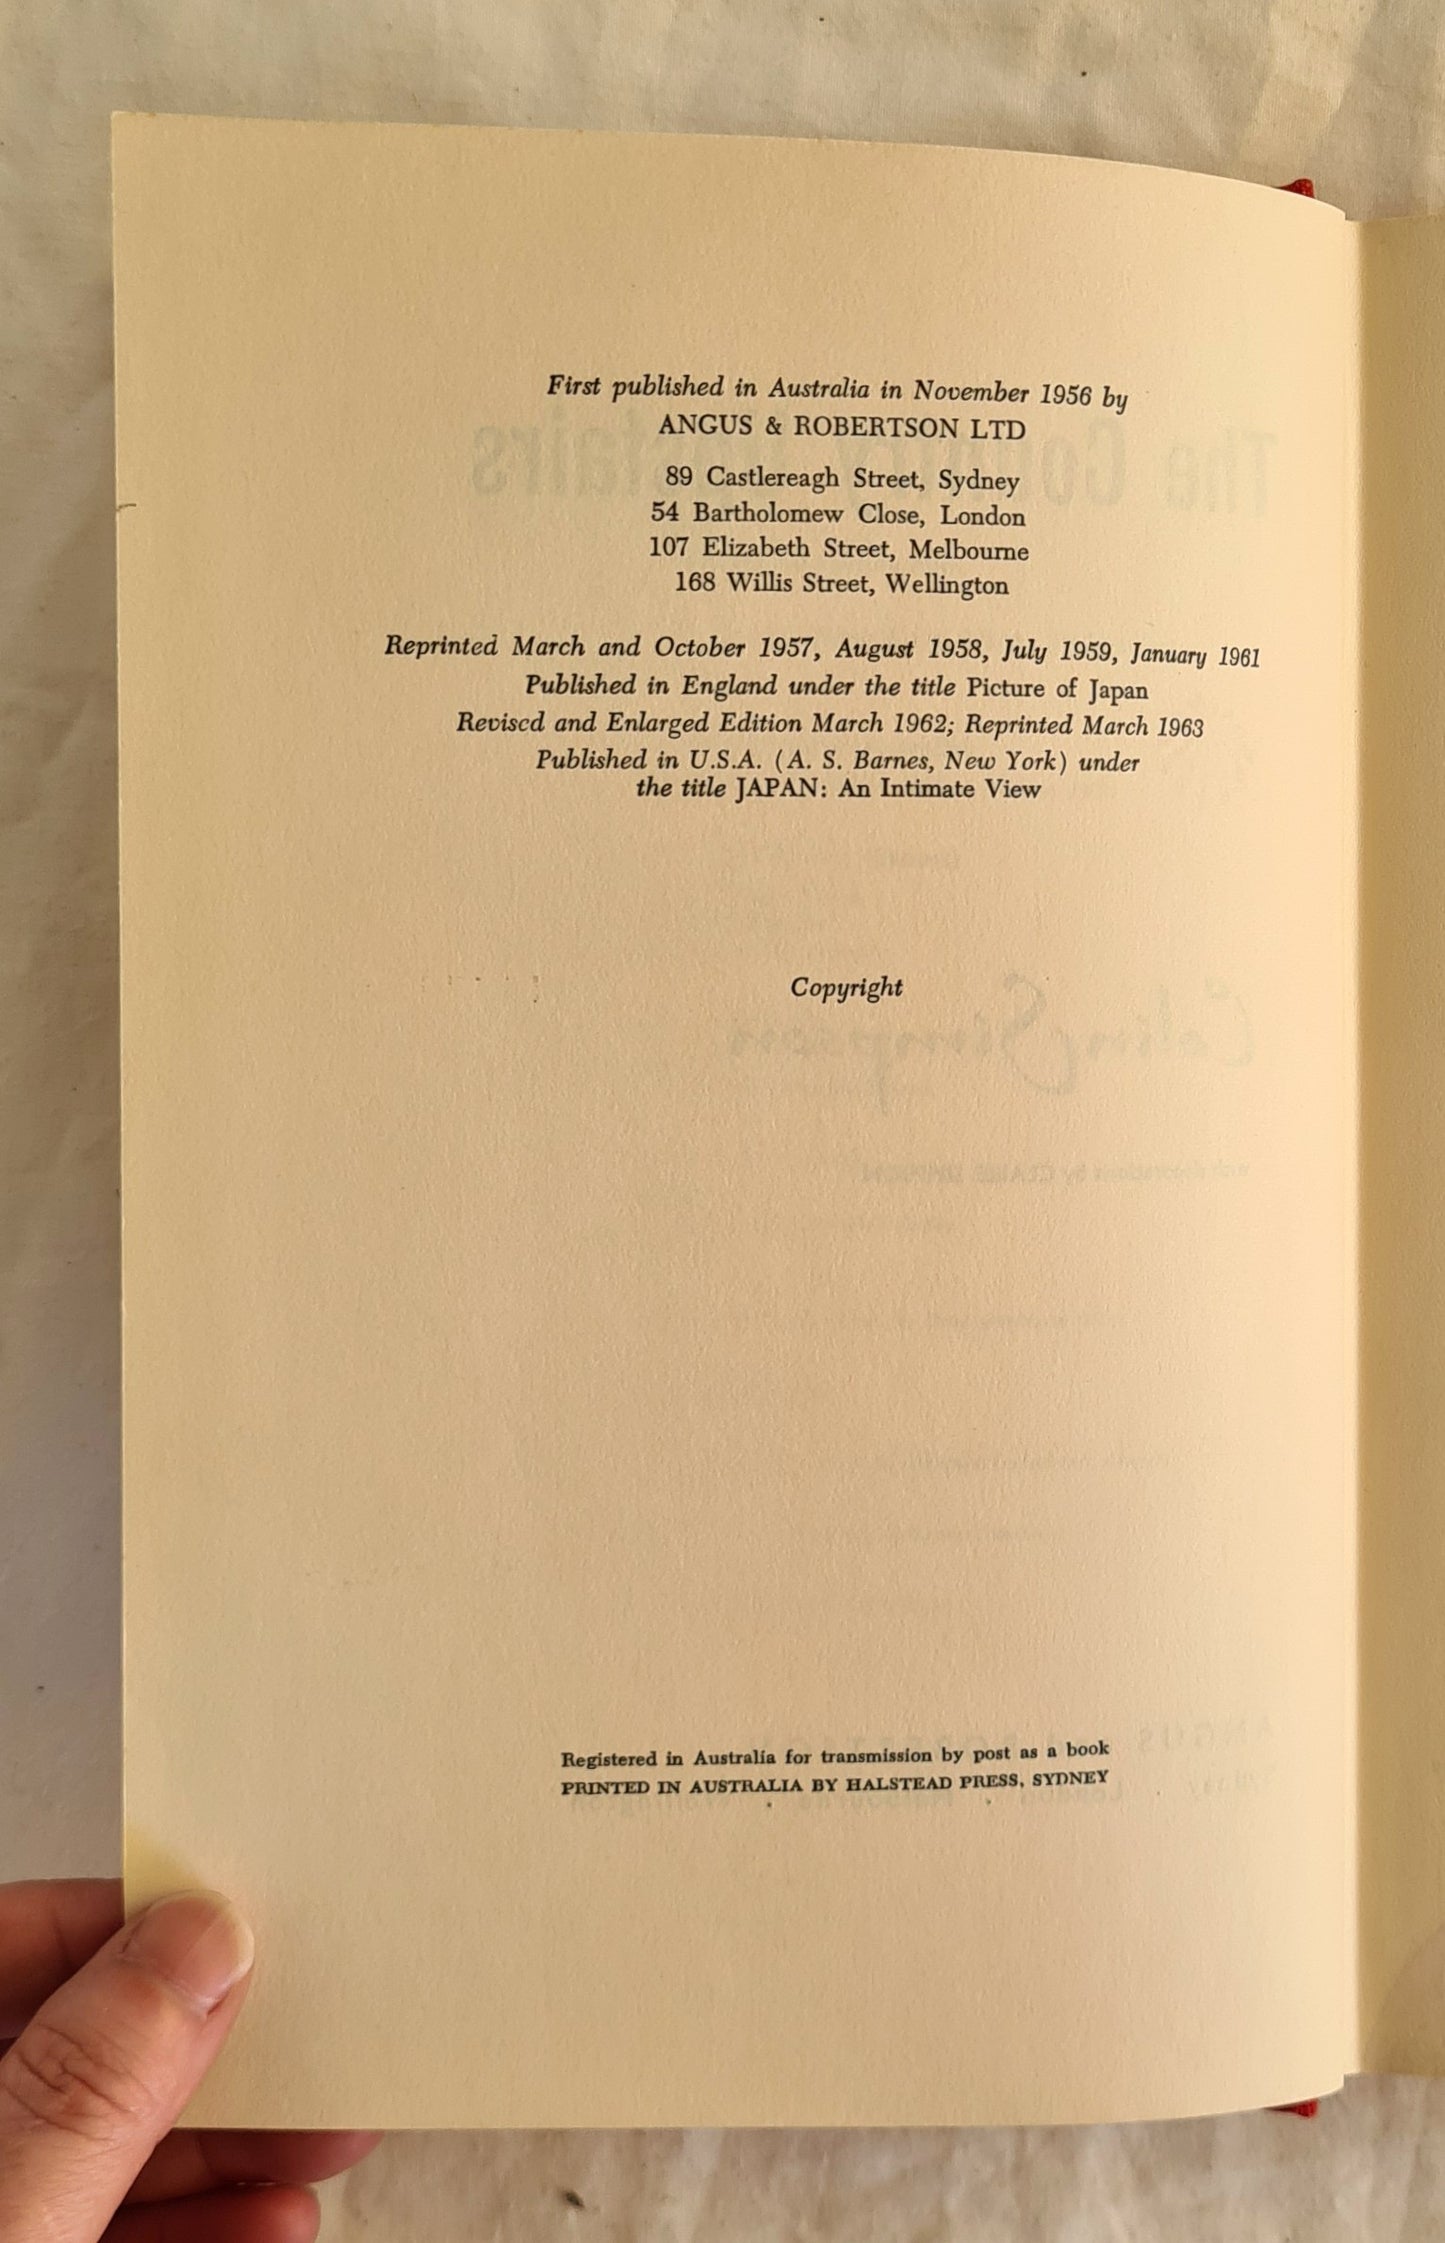 First published in Australia in November 1956 by
ANGUS & ROBERTSON LTD
89 Castlereagh Street, Sydney
54 Bartholomew Close, London
107 Elizabeth Street, Melbourne
168 Willis Street, Wellington
Reprinted March and October 1957, August 1958, July 1959, January 1961
Published in England under the title Picture of Japan
Revised and Enlarged Edition March 1962; Reprinted March 1963
Published in U.S.A. (A. S. Barnes, New York) under
the title JAPAN: An Intimate View
Copyright
Registered in Australia for transmission by post as a book
PRINTED IN AUSTRALIA BY HALSTEAD PRESS, SYDNEY